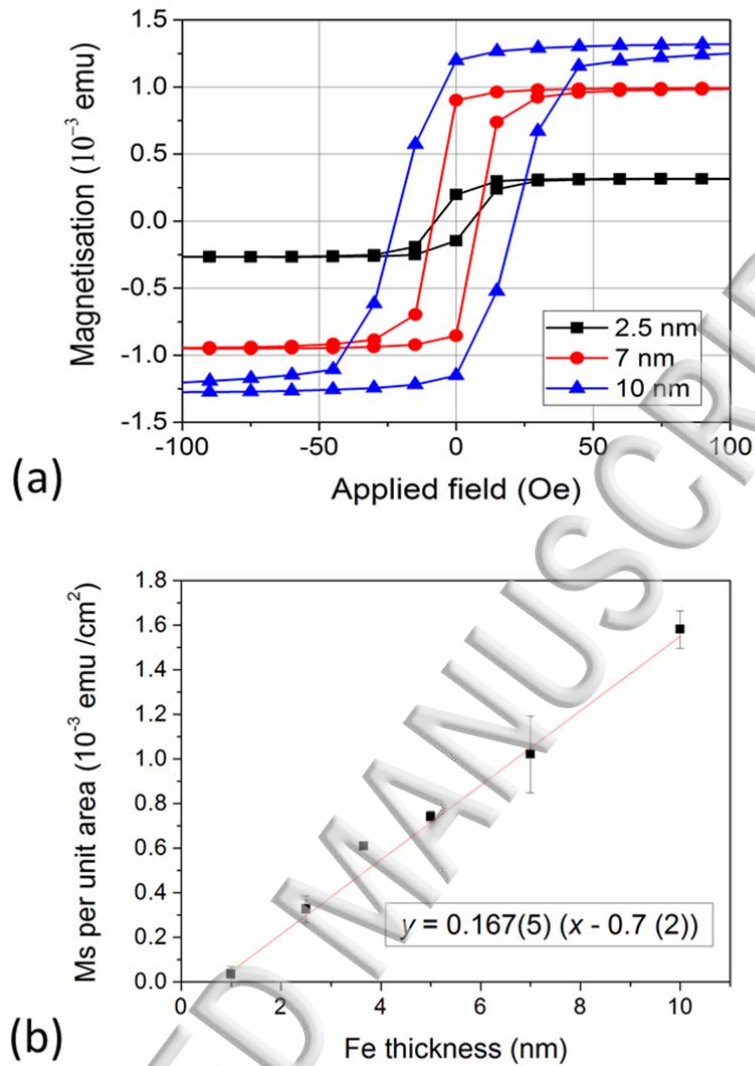 1.5
1.0
0.5
0.0
-0.5
-1.0
-1.5
Magnetisation (10⁻³ emu)
2.5 nm
7 nm
10 nm
-100 -50 0 50 100
(a) Applied field (Oe)
1.8
1.6
1.4
1.2
1.0
0.8
0.6
0.4
0.2
0.0
Ms per unit area (10⁻³ emu /cm²)
y = 0.167(5) (x - 0.7 (2))
0 2 4 6 8 10
(b) Fe thickness (nm)
D MANUSCRIP